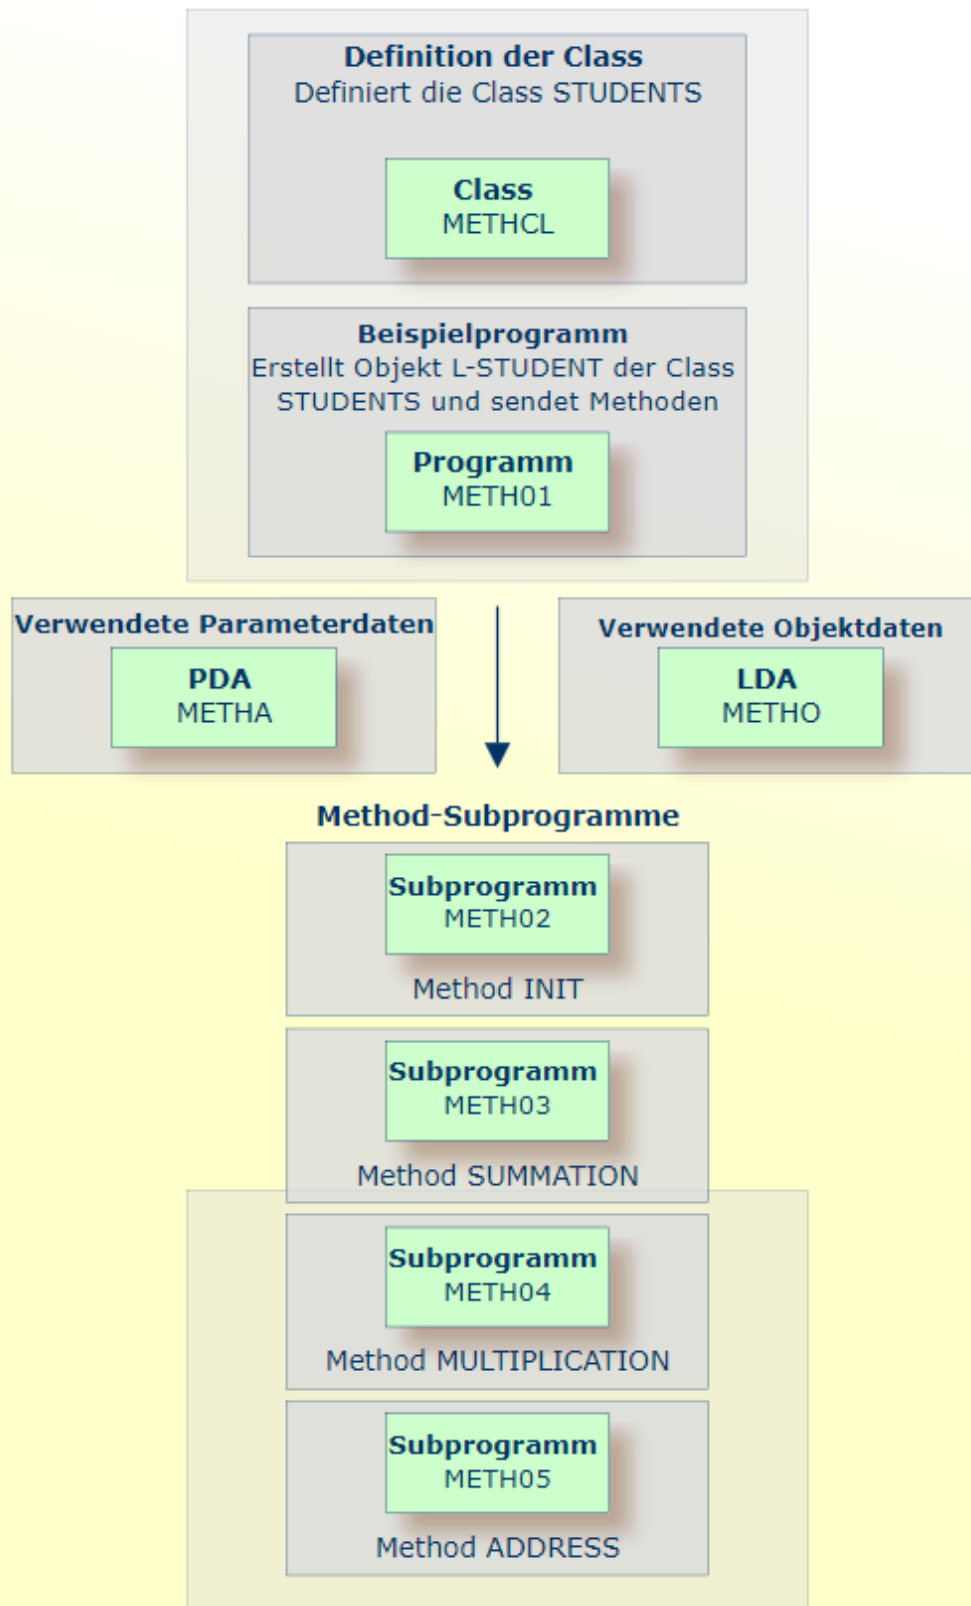 Definition der Class
Definiert die Class STUDENTS
Class
METHCL
Beispielprogramm
Erstellt Objekt L-STUDENT der Class
STUDENTS und sendet Methoden
Programm
METH01
Verwendete Parameterdaten
PDA
METHA
Verwendete Objektdaten
LDA
METHO
Method-Subprogramme
Subprogramm
METH02
Method INIT
Subprogramm
METH03
Method SUMMATION
Subprogramm
METH04
Method MULTIPLICATION
Subprogramm
METH05
Method ADDRESS